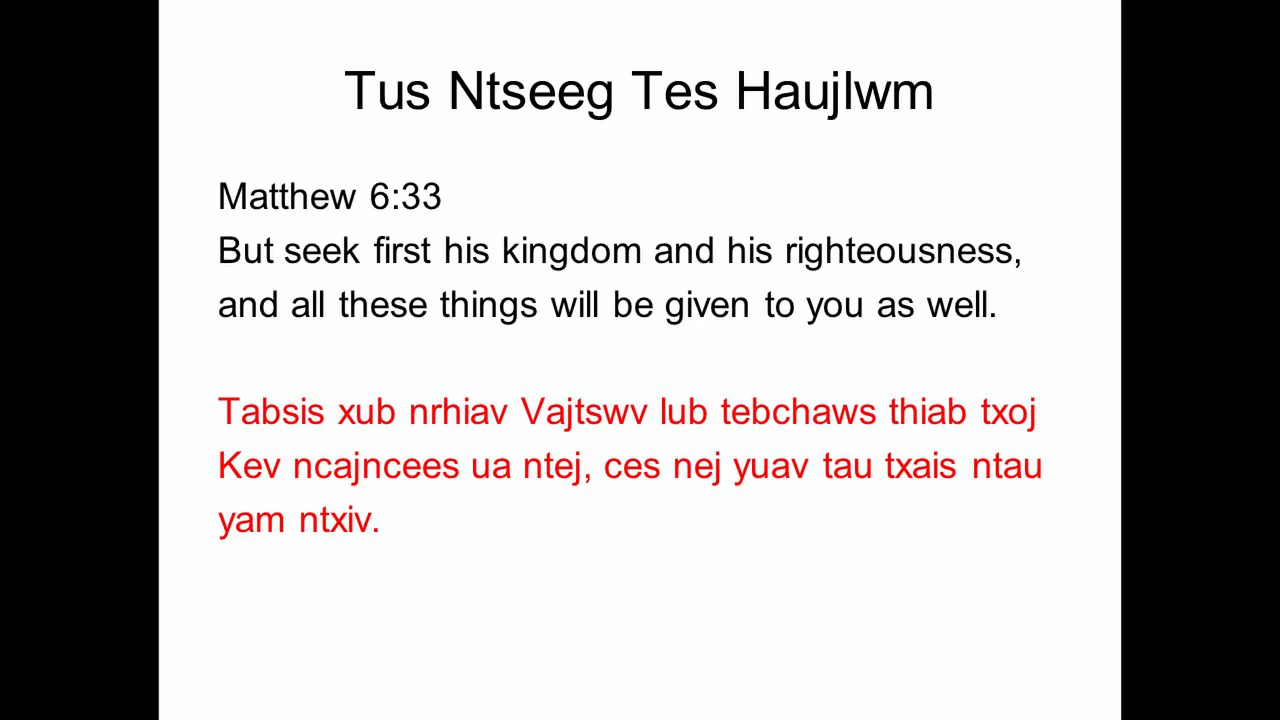 Tus Ntseeg Tes Haujlwm
Matthew 6:33
But seek first his kingdom and his righteousness,
and all these things will be given to you as well.
Tabsis xub nrhiav Vajtswv lub tebchaws thiab txoj
Kev ncajncees ua ntej, ces nej yuav tau txais ntau
yam ntxiv.